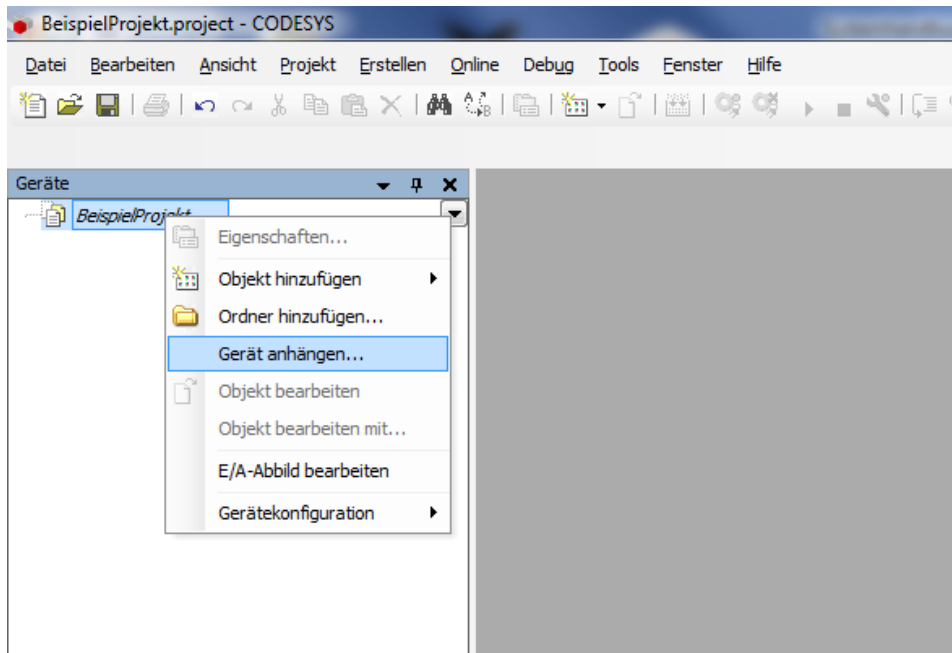 BeispielProjekt.project - CODESYS
Datei Bearbeiten Ansicht Projekt Erstellen Online Debug Tools Fenster Hilfe
Geräte
BeispielProjekt
Eigenschaften...
Objekt hinzufügen
Ordner hinzufügen...
Gerät anhängen...
Objekt bearbeiten
Objekt bearbeiten mit...
E/A-Abbild bearbeiten
Gerätekonfiguration